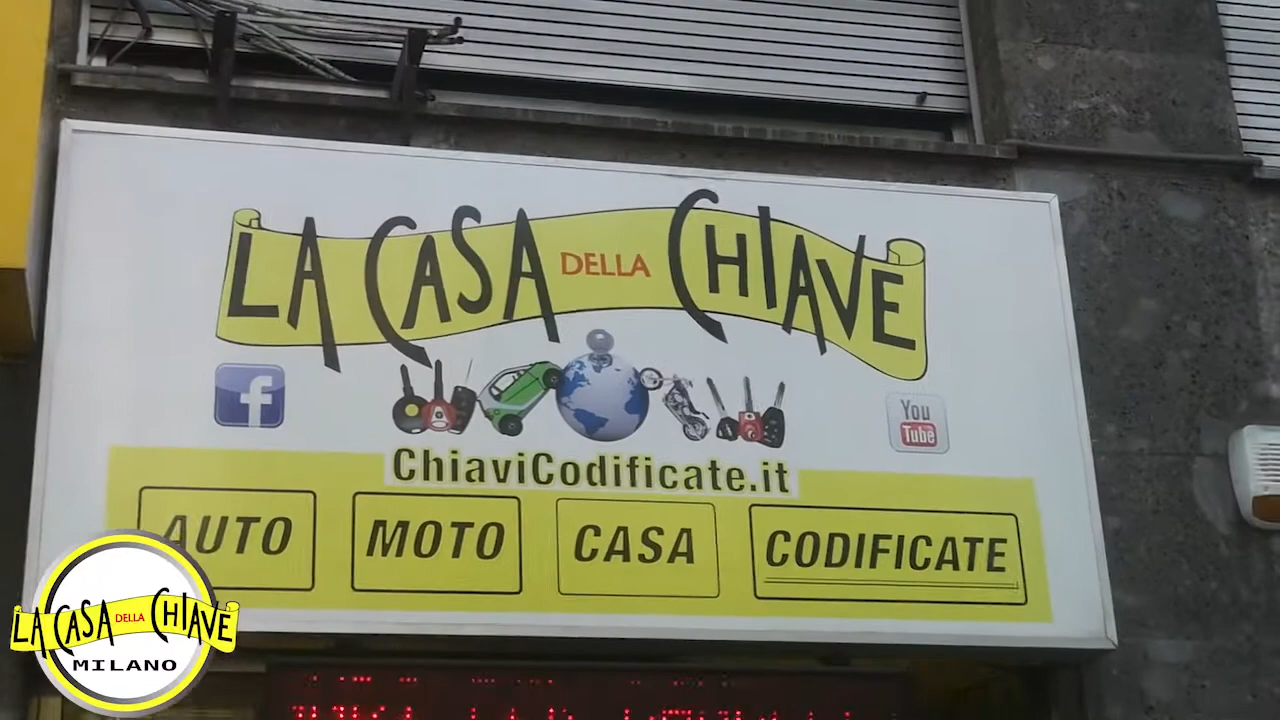 LA CASA DELLA CHIAVE
f
You
Tube
ChiaviCodificate.it
AUTO
MOTO
CASA
CODIFICATE
LA CASA DELLA CHIAVE
MILANO